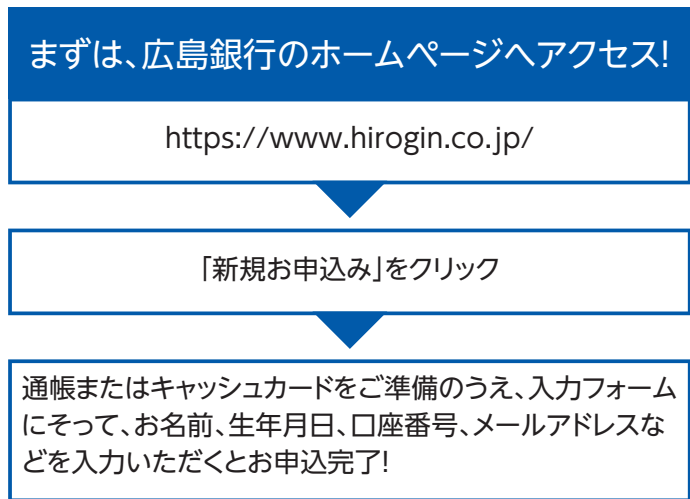 まずは、広島銀行のホームページへアクセス!
https://www.hirogin.co.jp/
「新規お申込み」をクリック
通帳またはキャッシュカードをご準備のうえ、入力フォーム
にそって、お名前、生年月日、口座番号、メールアドレスな
どを入力いただくとお申込完了!